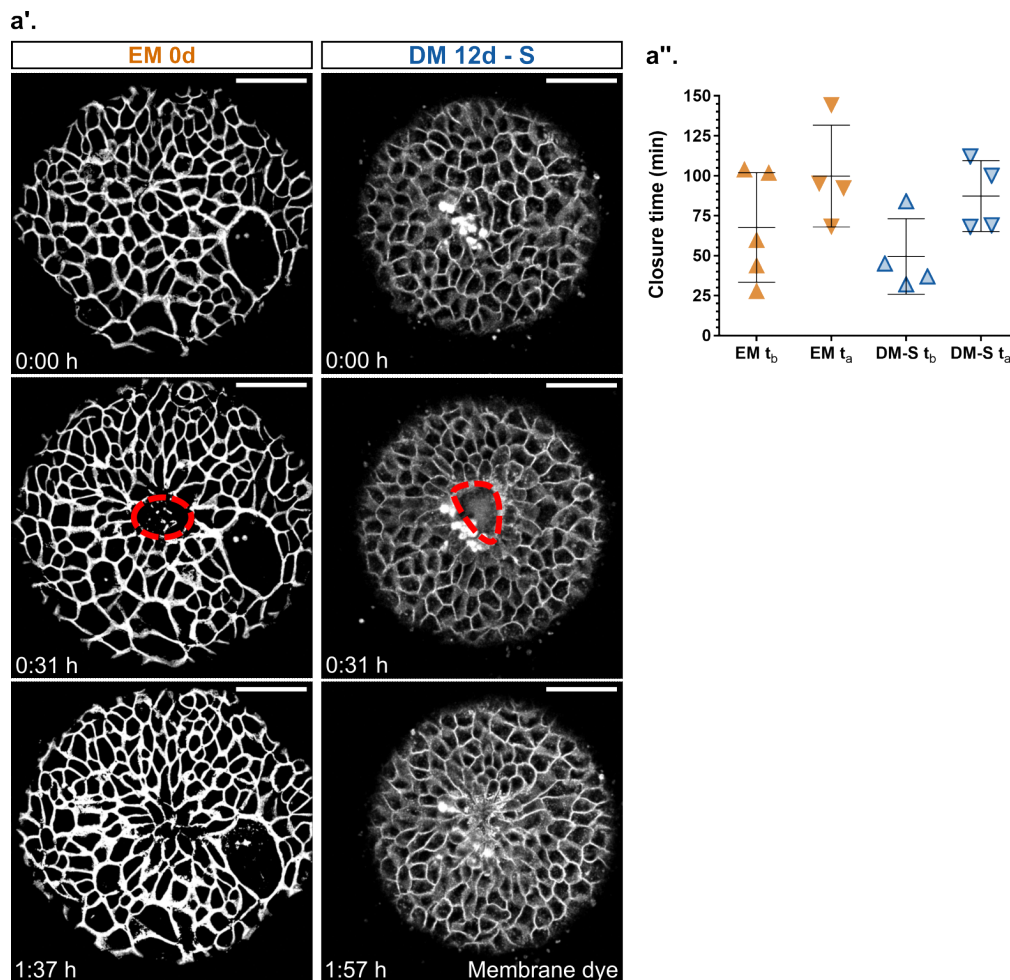 a'.
EM 0d
DM 12d - S
0:00 h
0:00 h
0:31 h
0:31 h
1:37 h
1:57 h
Membrane dye
a''.
Closure time (min)
150
125
100
75
50
25
0
EM tb
EM ta
DM-S tb
DM-S ta